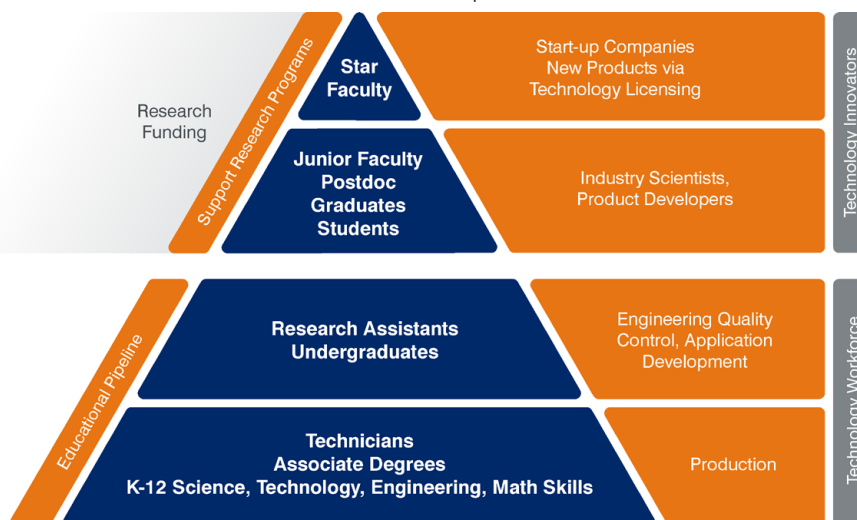 Research
Funding
Support Research Programs
Star
Faculty
Start-up Companies
New Products via
Technology Licensing
Technology Innovators
Junior Faculty
Postdoc
Graduates
Students
Industry Scientists,
Product Developers
Educational Pipeline
Research Assistants
Undergraduates
Engineering Quality
Control, Application
Development
Technology Workforce
Technicians
Associate Degrees
K-12 Science, Technology, Engineering, Math Skills
Production